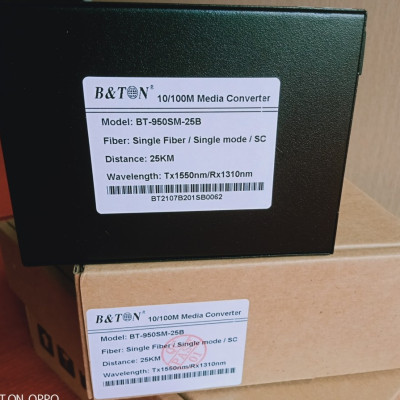 B&TON® 10/100M Media Converter
Model: BT-950SM-25B
Fiber: Single Fiber / Single mode / SC
Distance: 25KM
Wavelength: Tx1550nm/Rx1310nm
BT2107B201SB0062
B&TON® 10/100M Media Converter
Model: BT-950SM-25B
Fiber: Single Fiber / Single mode / SC
Distance: 25KM
Wavelength: Tx1550nm/Rx1310nm
TON OPPO